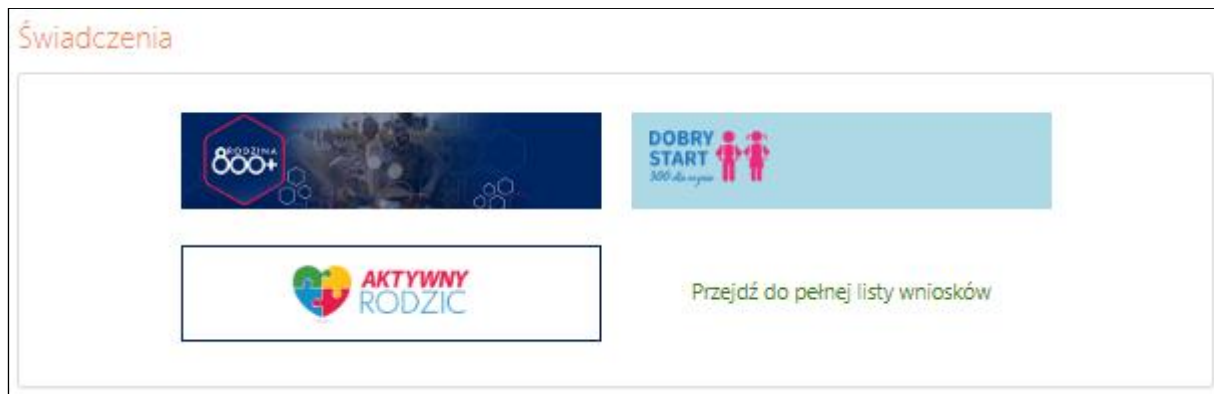 Świadczenia
RODZINA
800+
DOBRY
START
300 dla ucznia
AKTYWNY
RODZIC
Przejdź do pełnej listy wniosków